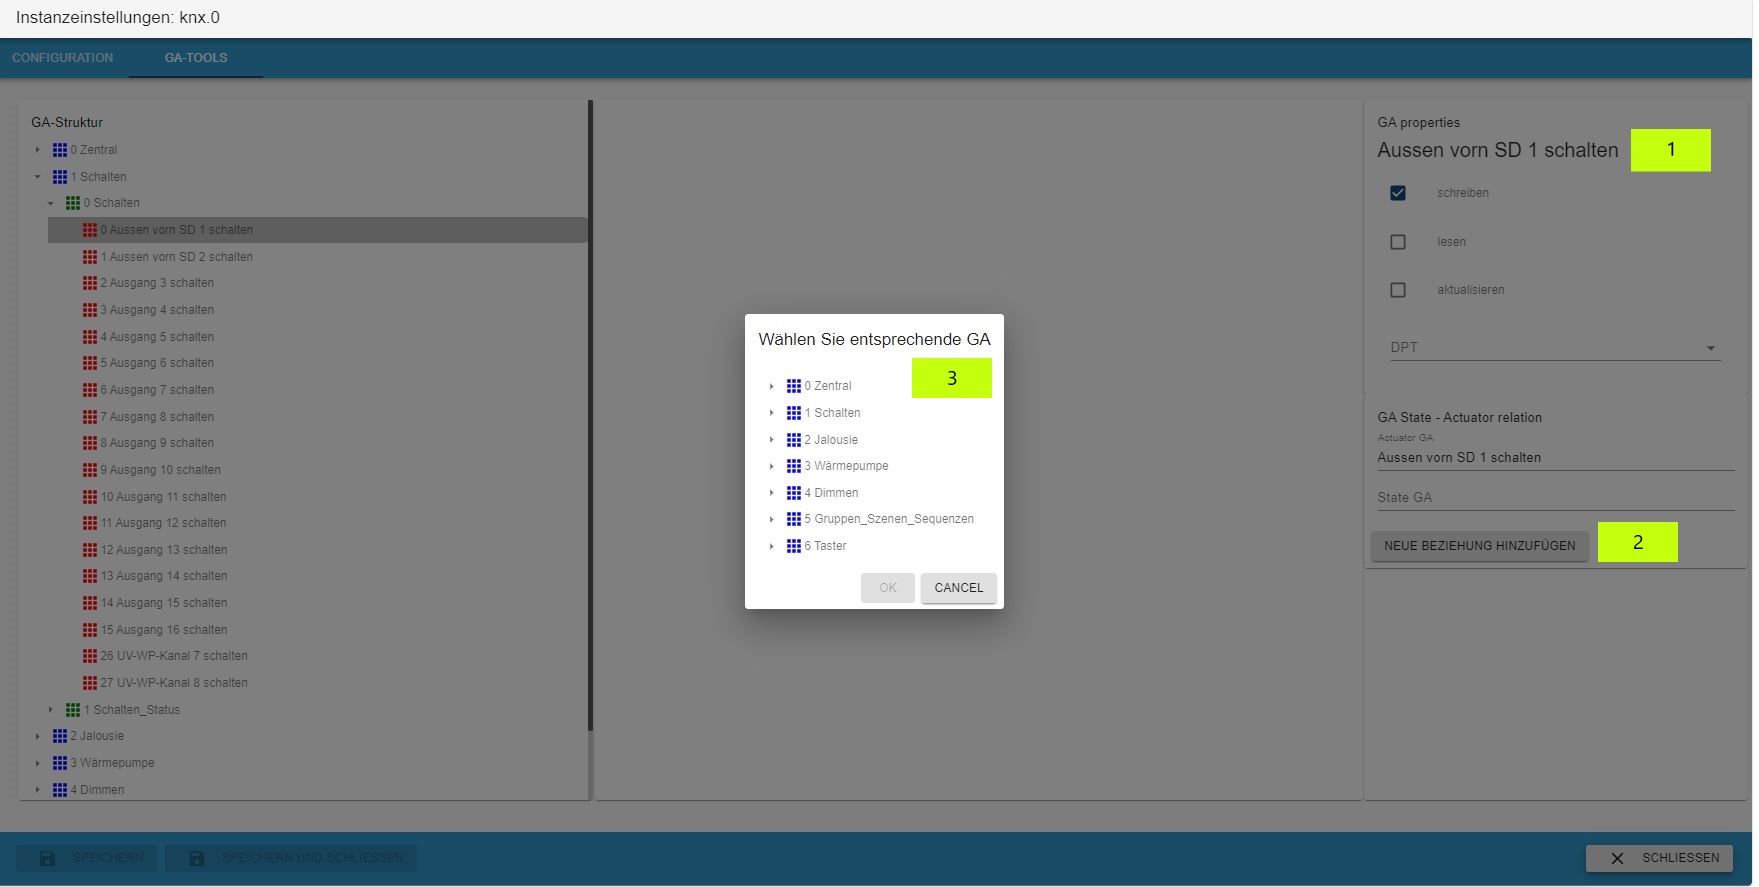 Instanzeinstellungen: knx.0
CONFIGURATION
GA-TOOLS
GA-Struktur
0 Zentral
1 Schalten
0 Schalten
0 Aussen vorn SD 1 schalten
1 Aussen vorn SD 2 schalten
2 Ausgang 3 schalten
3 Ausgang 4 schalten
4 Ausgang 5 schalten
5 Ausgang 6 schalten
6 Ausgang 7 schalten
7 Ausgang 8 schalten
8 Ausgang 9 schalten
9 Ausgang 10 schalten
10 Ausgang 11 schalten
11 Ausgang 12 schalten
12 Ausgang 13 schalten
13 Ausgang 14 schalten
14 Ausgang 15 schalten
15 Ausgang 16 schalten
26 UV-WP-Kanal 7 schalten
27 UV-WP-Kanal 8 schalten
1 Schalten_Status
2 Jalousie
3 Wärmepumpe
4 Dimmen
Wählen Sie entsprechende GA
3
0 Zentral
1 Schalten
2 Jalousie
3 Wärmepumpe
4 Dimmen
5 Gruppen_Szenen_Sequenzen
6 Taster
OK
CANCEL
GA properties
Aussen vorn SD 1 schalten
1
schreiben
lesen
aktualisieren
DPT
GA State - Actuator relation
Actuator GA
Aussen vorn SD 1 schalten
State GA
NEUE BEZIEHUNG HINZUFÜGEN
2
SPEICHERN
SPEICHERN UND SCHLIESSEN
SCHLIESSEN